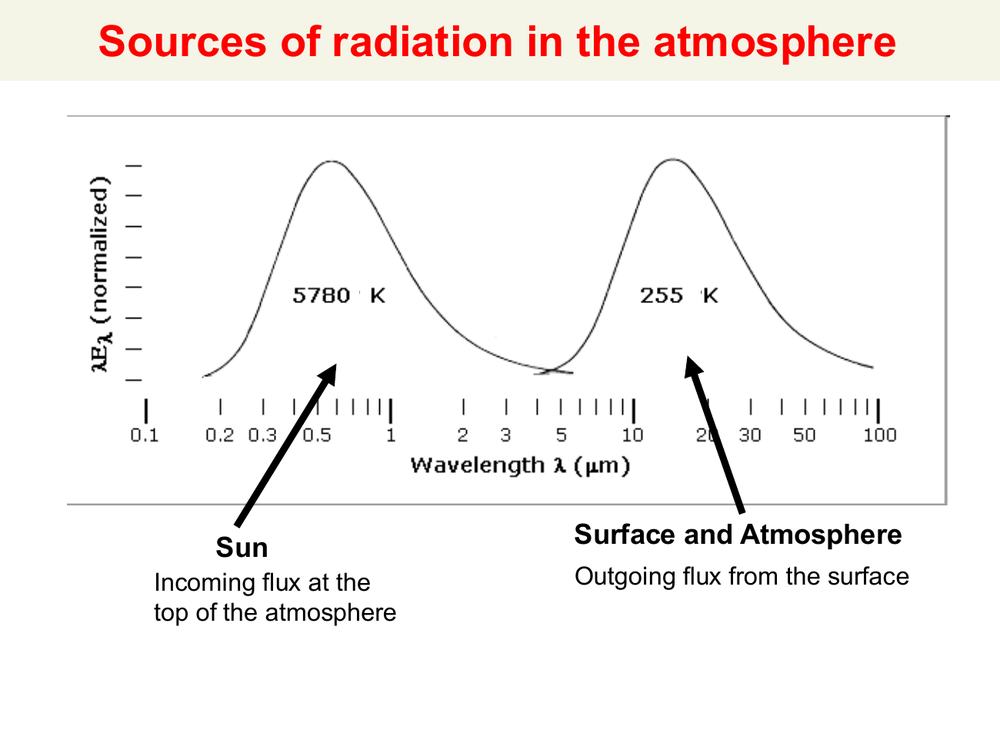 Sources of radiation in the atmosphere
λEλ (normalized)
5780 K
255 K
0.1 0.2 0.3 0.5 1 2 3 5 10 20 30 50 100
Wavelength λ (μm)
Sun
Incoming flux at the
top of the atmosphere
Surface and Atmosphere
Outgoing flux from the surface